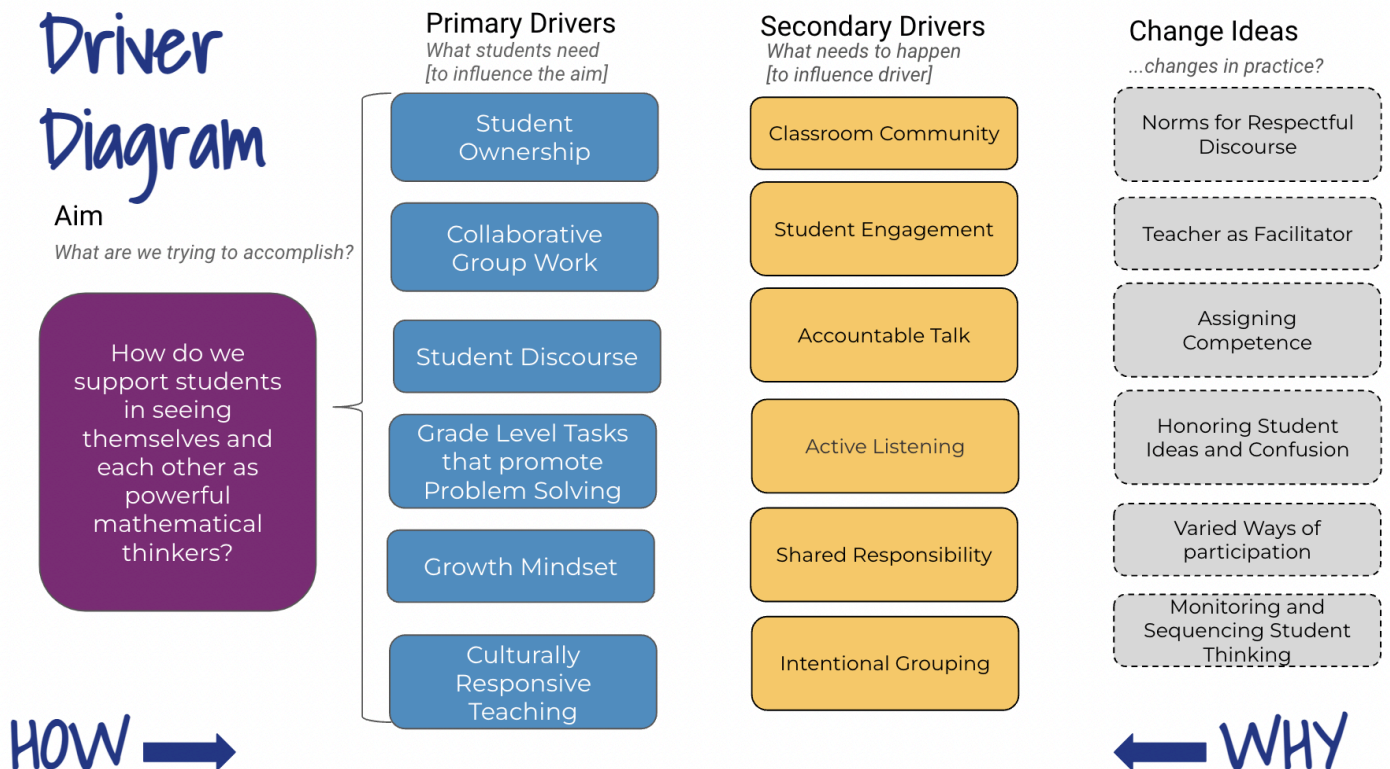 Driver
Diagram
Aim
What are we trying to accomplish?
How do we
support students
in seeing
themselves and
each other as
powerful
mathematical
thinkers?
Primary Drivers
What students need
[to influence the aim]
Student
Ownership
Collaborative
Group Work
Student Discourse
Grade Level Tasks
that promote
Problem Solving
Growth Mindset
Culturally
Responsive
Teaching
Secondary Drivers
What needs to happen
[to influence driver]
Classroom Community
Student Engagement
Accountable Talk
Active Listening
Shared Responsibility
Intentional Grouping
Change Ideas
...changes in practice?
Norms for Respectful
Discourse
Teacher as Facilitator
Assigning
Competence
Honoring Student
Ideas and Confusion
Varied Ways of
participation
Monitoring and
Sequencing Student
Thinking
HOW
WHY